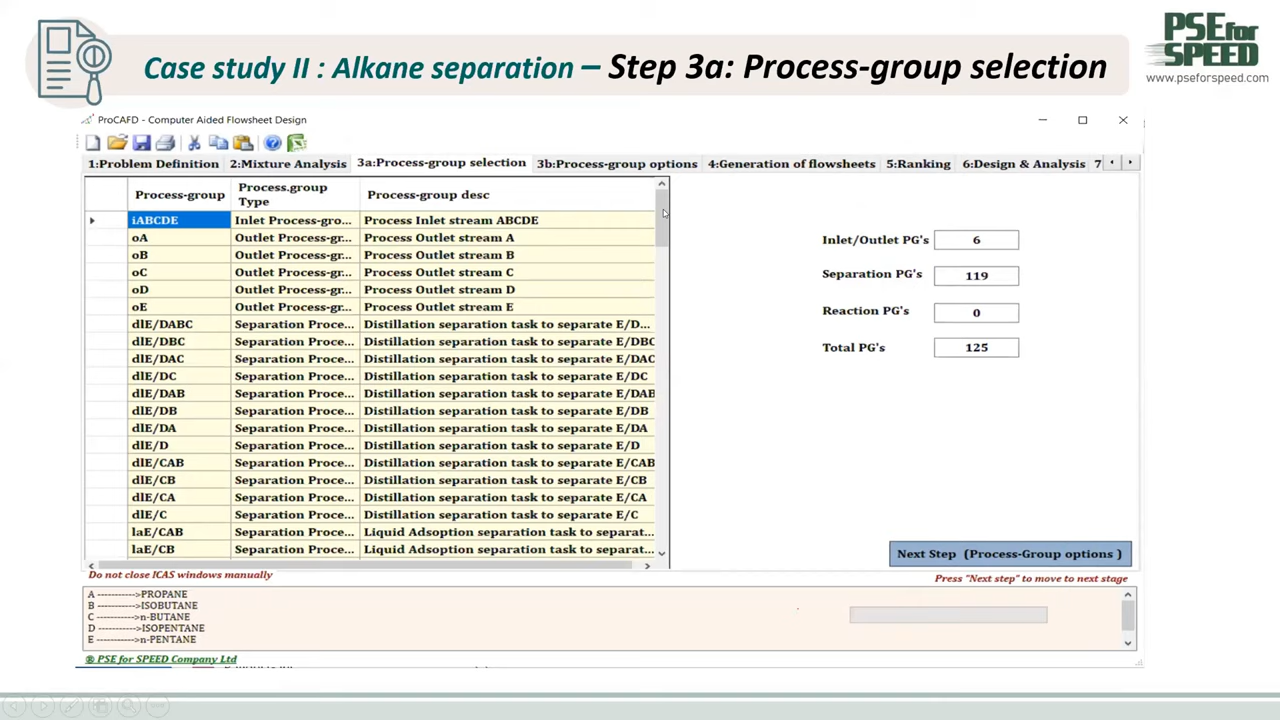 Case study II : Alkane separation – Step 3a: Process-group selection
PSE for
SPEED
www.pseforspeed.com
ProCAFD - Computer Aided Flowsheet Design
1:Problem Definition 2:Mixture Analysis 3a:Process-group selection 3b:Process-group options 4:Generation of flowsheets 5:Ranking 6:Design & Analysis 7
Process-group Process.group Type Process-group desc
iABCDE Inlet Process-gro... Process Inlet stream ABCDE
oA Outlet Process-gr... Process Outlet stream A
oB Outlet Process-gr... Process Outlet stream B
oC Outlet Process-gr... Process Outlet stream C
oD Outlet Process-gr... Process Outlet stream D
oE Outlet Process-gr... Process Outlet stream E
dlE/DABC Separation Proce... Distillation separation task to separate E/D...
dlE/DBC Separation Proce... Distillation separation task to separate E/DBC
dlE/DAC Separation Proce... Distillation separation task to separate E/DAC
dlE/DC Separation Proce... Distillation separation task to separate E/DC
dlE/DAB Separation Proce... Distillation separation task to separate E/DAB
dlE/DB Separation Proce... Distillation separation task to separate E/DB
dlE/DA Separation Proce... Distillation separation task to separate E/DA
dlE/D Separation Proce... Distillation separation task to separate E/D
dlE/CAB Separation Proce... Distillation separation task to separate E/CAB
dlE/CB Separation Proce... Distillation separation task to separate E/CB
dlE/CA Separation Proce... Distillation separation task to separate E/CA
dlE/C Separation Proce... Distillation separation task to separate E/C
laE/CAB Separation Proce... Liquid Adsoption separation task to separat...
laE/CB Separation Proce... Liquid Adsoption separation task to separat...
Inlet/Outlet PG's 6
Separation PG's 119
Reaction PG's 0
Total PG's 125
Next Step (Process-Group options )
Do not close ICAS windows manually
Press "Next step" to move to next stage
A ----------->PROPANE
B ----------->ISOBUTANE
C ----------->n-BUTANE
D ----------->ISOPENTANE
E ----------->n-PENTANE
® PSE for SPEED Company Ltd